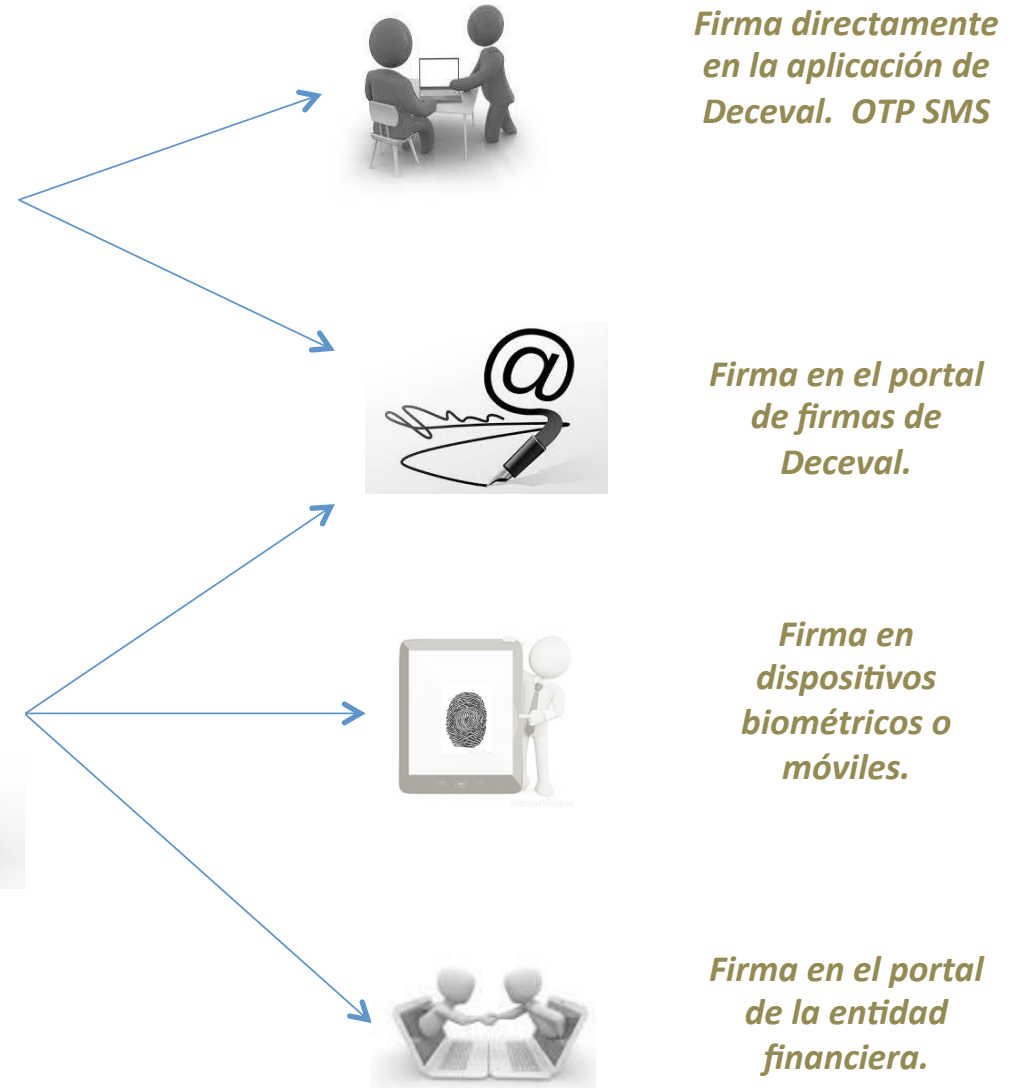 Firma directamente
en la aplicación de
Deceval. OTP SMS
Firma en el portal
de firmas de
Deceval.
Firma en
dispositivos
biométricos o
móviles.
Firma en el portal
de la entidad
financiera.